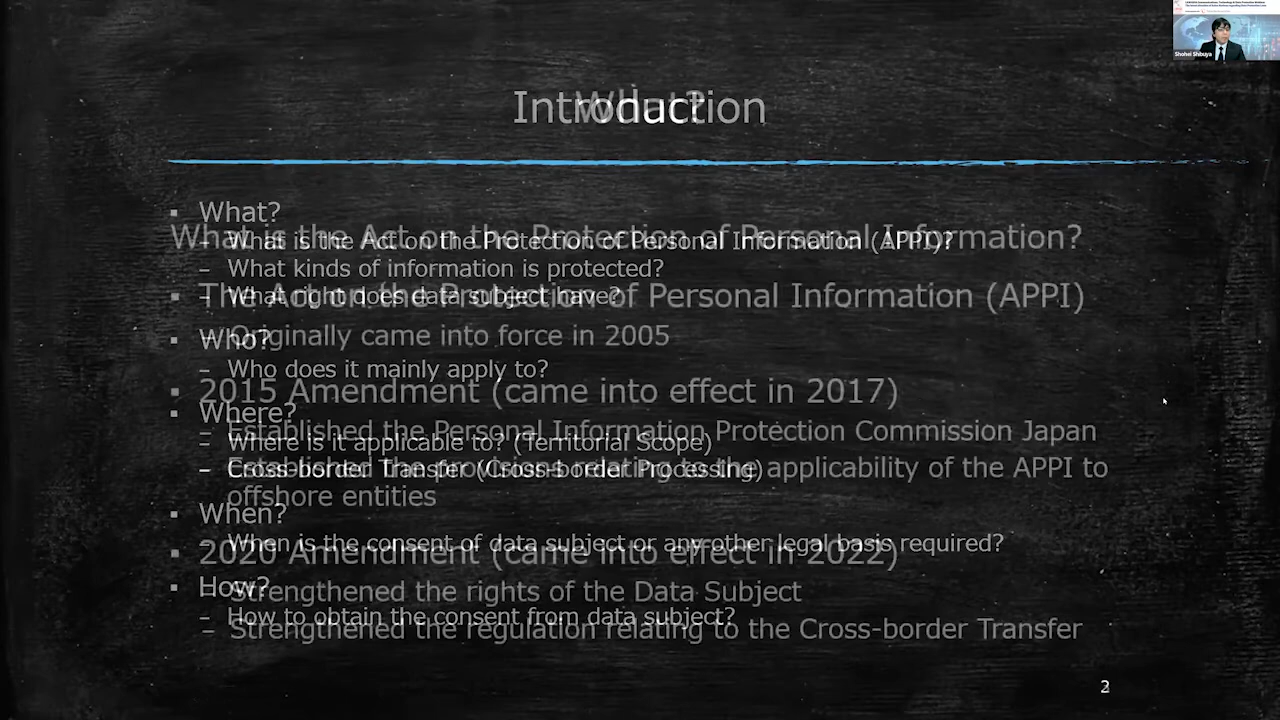 Introduction
▪ What?
– What is the Act on the Protection of Personal Information (APPI)?
– What kinds of information is protected?
– What right does data subject have?
▪ Who?
– Who does it mainly apply to?
▪ Where?
– Where is it applicable to? (Territorial Scope)
– Cross-border Transfer (Cross-border Processing)
▪ When?
– When is the consent of data subject or any other legal basis required?
▪ How?
– How to obtain the consent from data subject?
What?
What is the Act on the Protection of Personal Information?
▪ The Act on the Protection of Personal Information (APPI)
– Originally came into force in 2005
▪ 2015 Amendment (came into effect in 2017)
– Established the Personal Information Protection Commission Japan
– Established the provisions relating to the applicability of the APPI to
offshore entities
▪ 2020 Amendment (came into effect in 2022)
– Strengthened the rights of the Data Subject
– Strengthened the regulation relating to the Cross-border Transfer
2
Shohei Shibuya